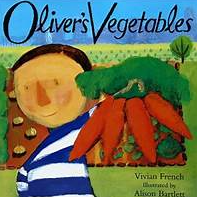 Oliver's Vegetables
Vivian French
Illustrated by
Alison Bartlett